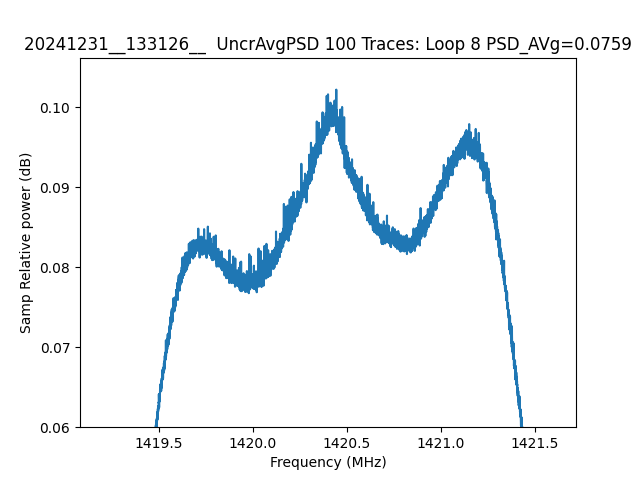 20241231__133126__ UncrAvgPSD 100 Traces: Loop 8 PSD_AVg=0.0759
0.10
0.09
0.08
0.07
0.06
Samp Relative power (dB)
1419.5 1420.0 1420.5 1421.0 1421.5
Frequency (MHz)